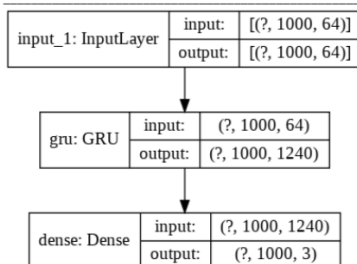 input_1: InputLayer
input: [(?, 1000, 64)]
output: [(?, 1000, 64)]
gru: GRU
input: (?, 1000, 64)
output: (?, 1000, 1240)
dense: Dense
input: (?, 1000, 1240)
output: (?, 1000, 3)